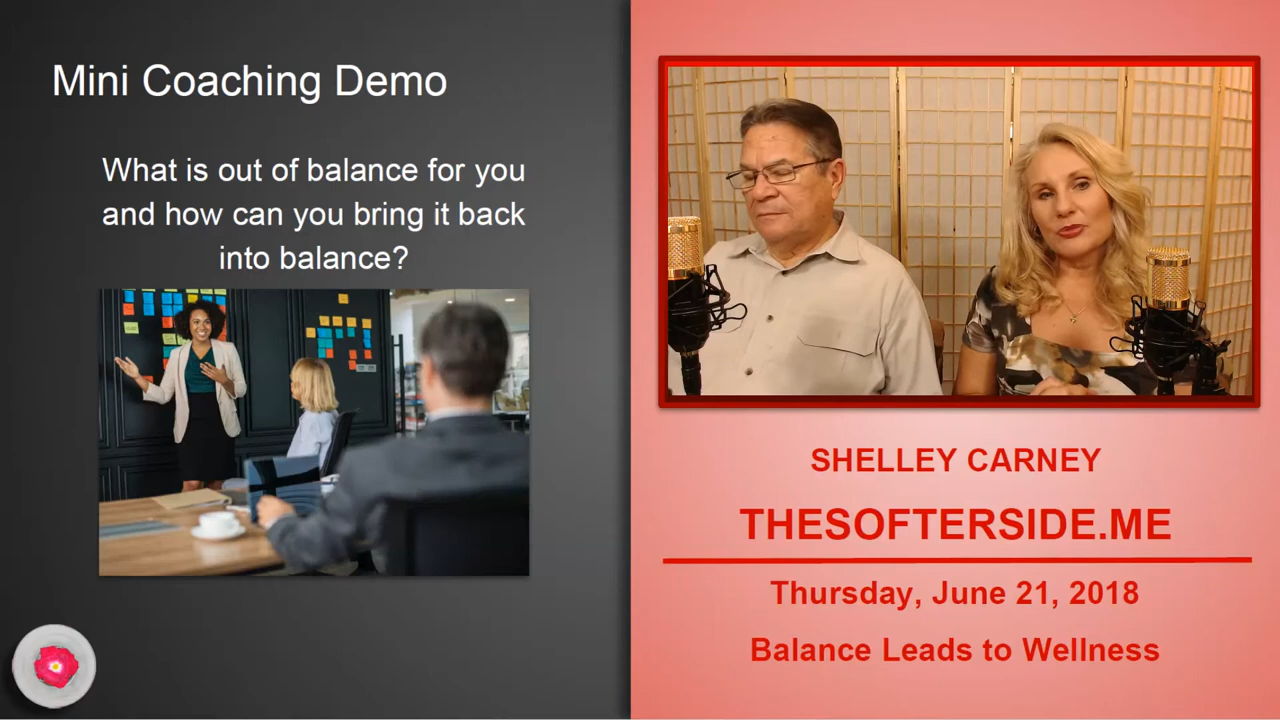 Mini Coaching Demo
What is out of balance for you
and how can you bring it back
into balance?
SHELLEY CARNEY
THESOFTERSIDE.ME
Thursday, June 21, 2018
Balance Leads to Wellness